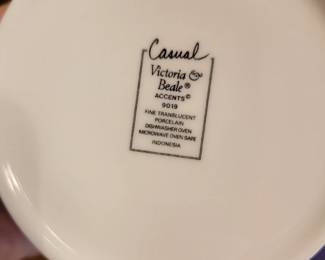 Casual
Victoria &
Beale®
ACCENTS©
9019
FINE TRANSLUCENT
PORCELAIN
DISHWASHER OVEN
MICROWAVE OVEN SAFE
INDONESIA